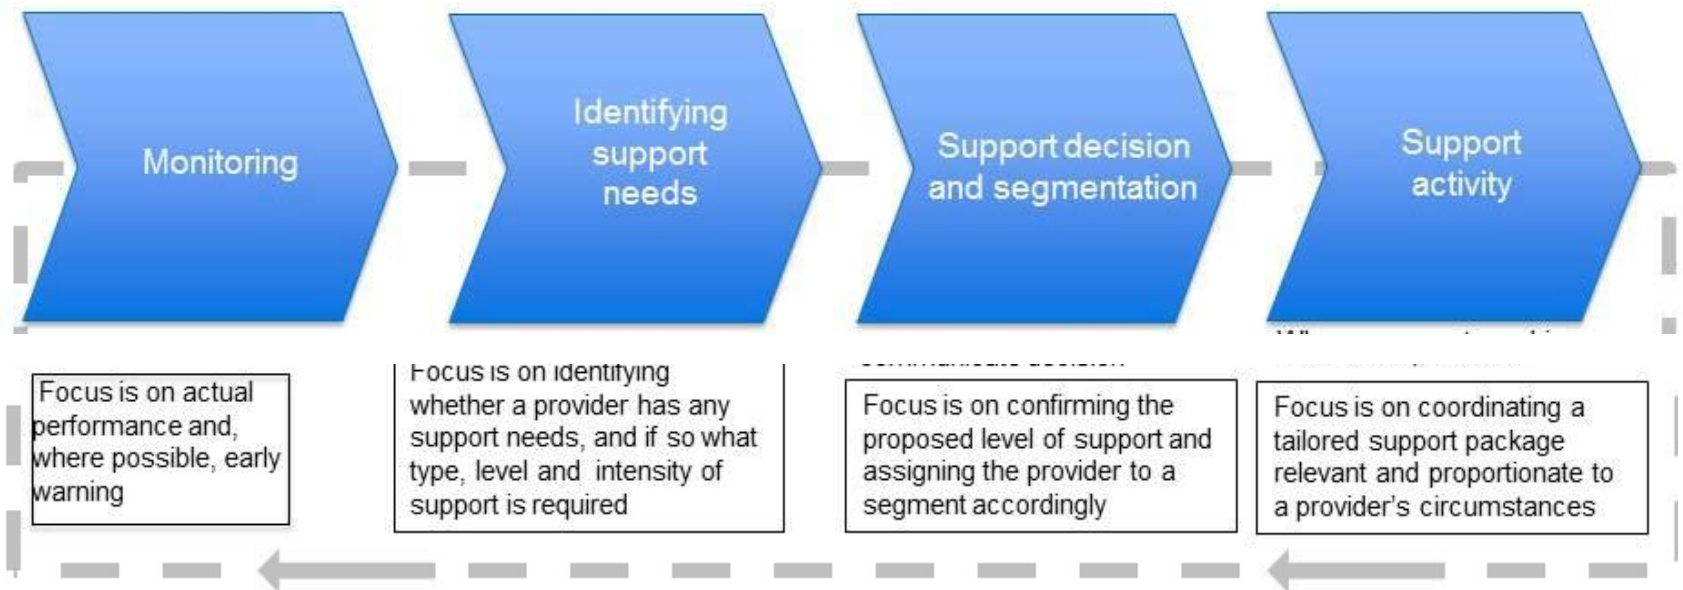 Monitoring
Identifying
support
needs
Support decision
and segmentation
Support
activity
Focus is on actual
performance and,
where possible, early
warning
Focus is on identifying
whether a provider has any
support needs, and if so what
type, level and intensity of
support is required
Focus is on confirming the
proposed level of support and
assigning the provider to a
segment accordingly
Focus is on coordinating a
tailored support package
relevant and proportionate to
a provider’s circumstances